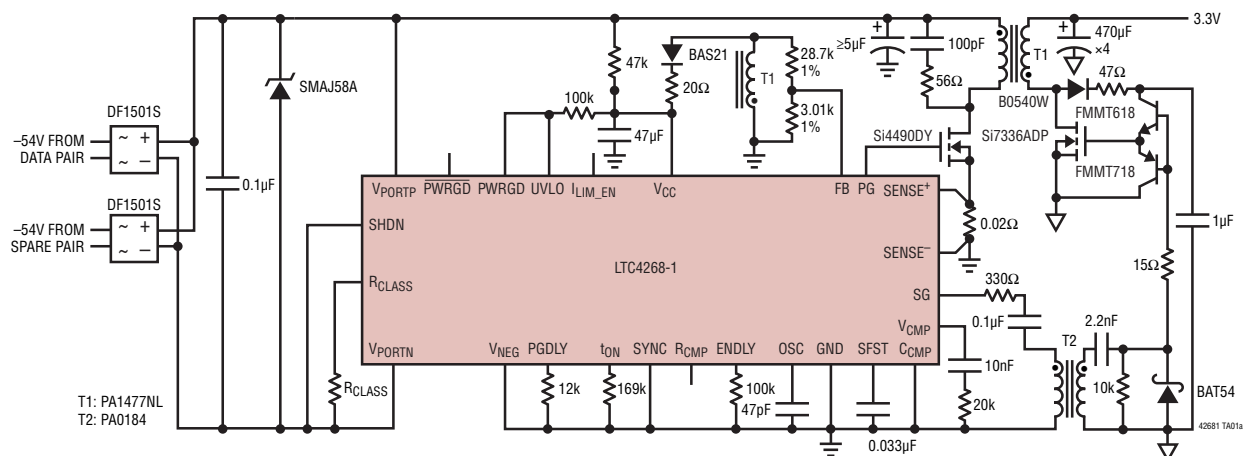 3.3V
+
≥5µF
100pF
56Ω
T1
+
470µF
×4
47Ω
B0540W
FMMT618
FMMT718
Si4490DY
Si7336ADP
SMAJ58A
47k
BAS21
20Ω
T1
28.7k
1%
3.01k
1%
100k
47µF
DF1501S
–54V FROM
DATA PAIR
~ +
~ –
DF1501S
–54V FROM
SPARE PAIR
~ +
~ –
0.1µF
VPORTP
PWRGD
PWRGD
UVLO
ILIM_EN
VCC
FB
PG
SENSE+
SHDN
RCLASS
LTC4268-1
SENSE–
0.02Ω
1µF
15Ω
SG
330Ω
0.1µF
VCMP
T2
2.2nF
VPORTN
VNEG
PGDLY
tON
SYNC
RCMP
ENDLY
OSC
GND
SFST
CCMP
10nF
RCLASS
12k
169k
100k
47pF
0.033µF
20k
10k
BAT54
T1: PA1477NL
T2: PA0184
42681 TA01a